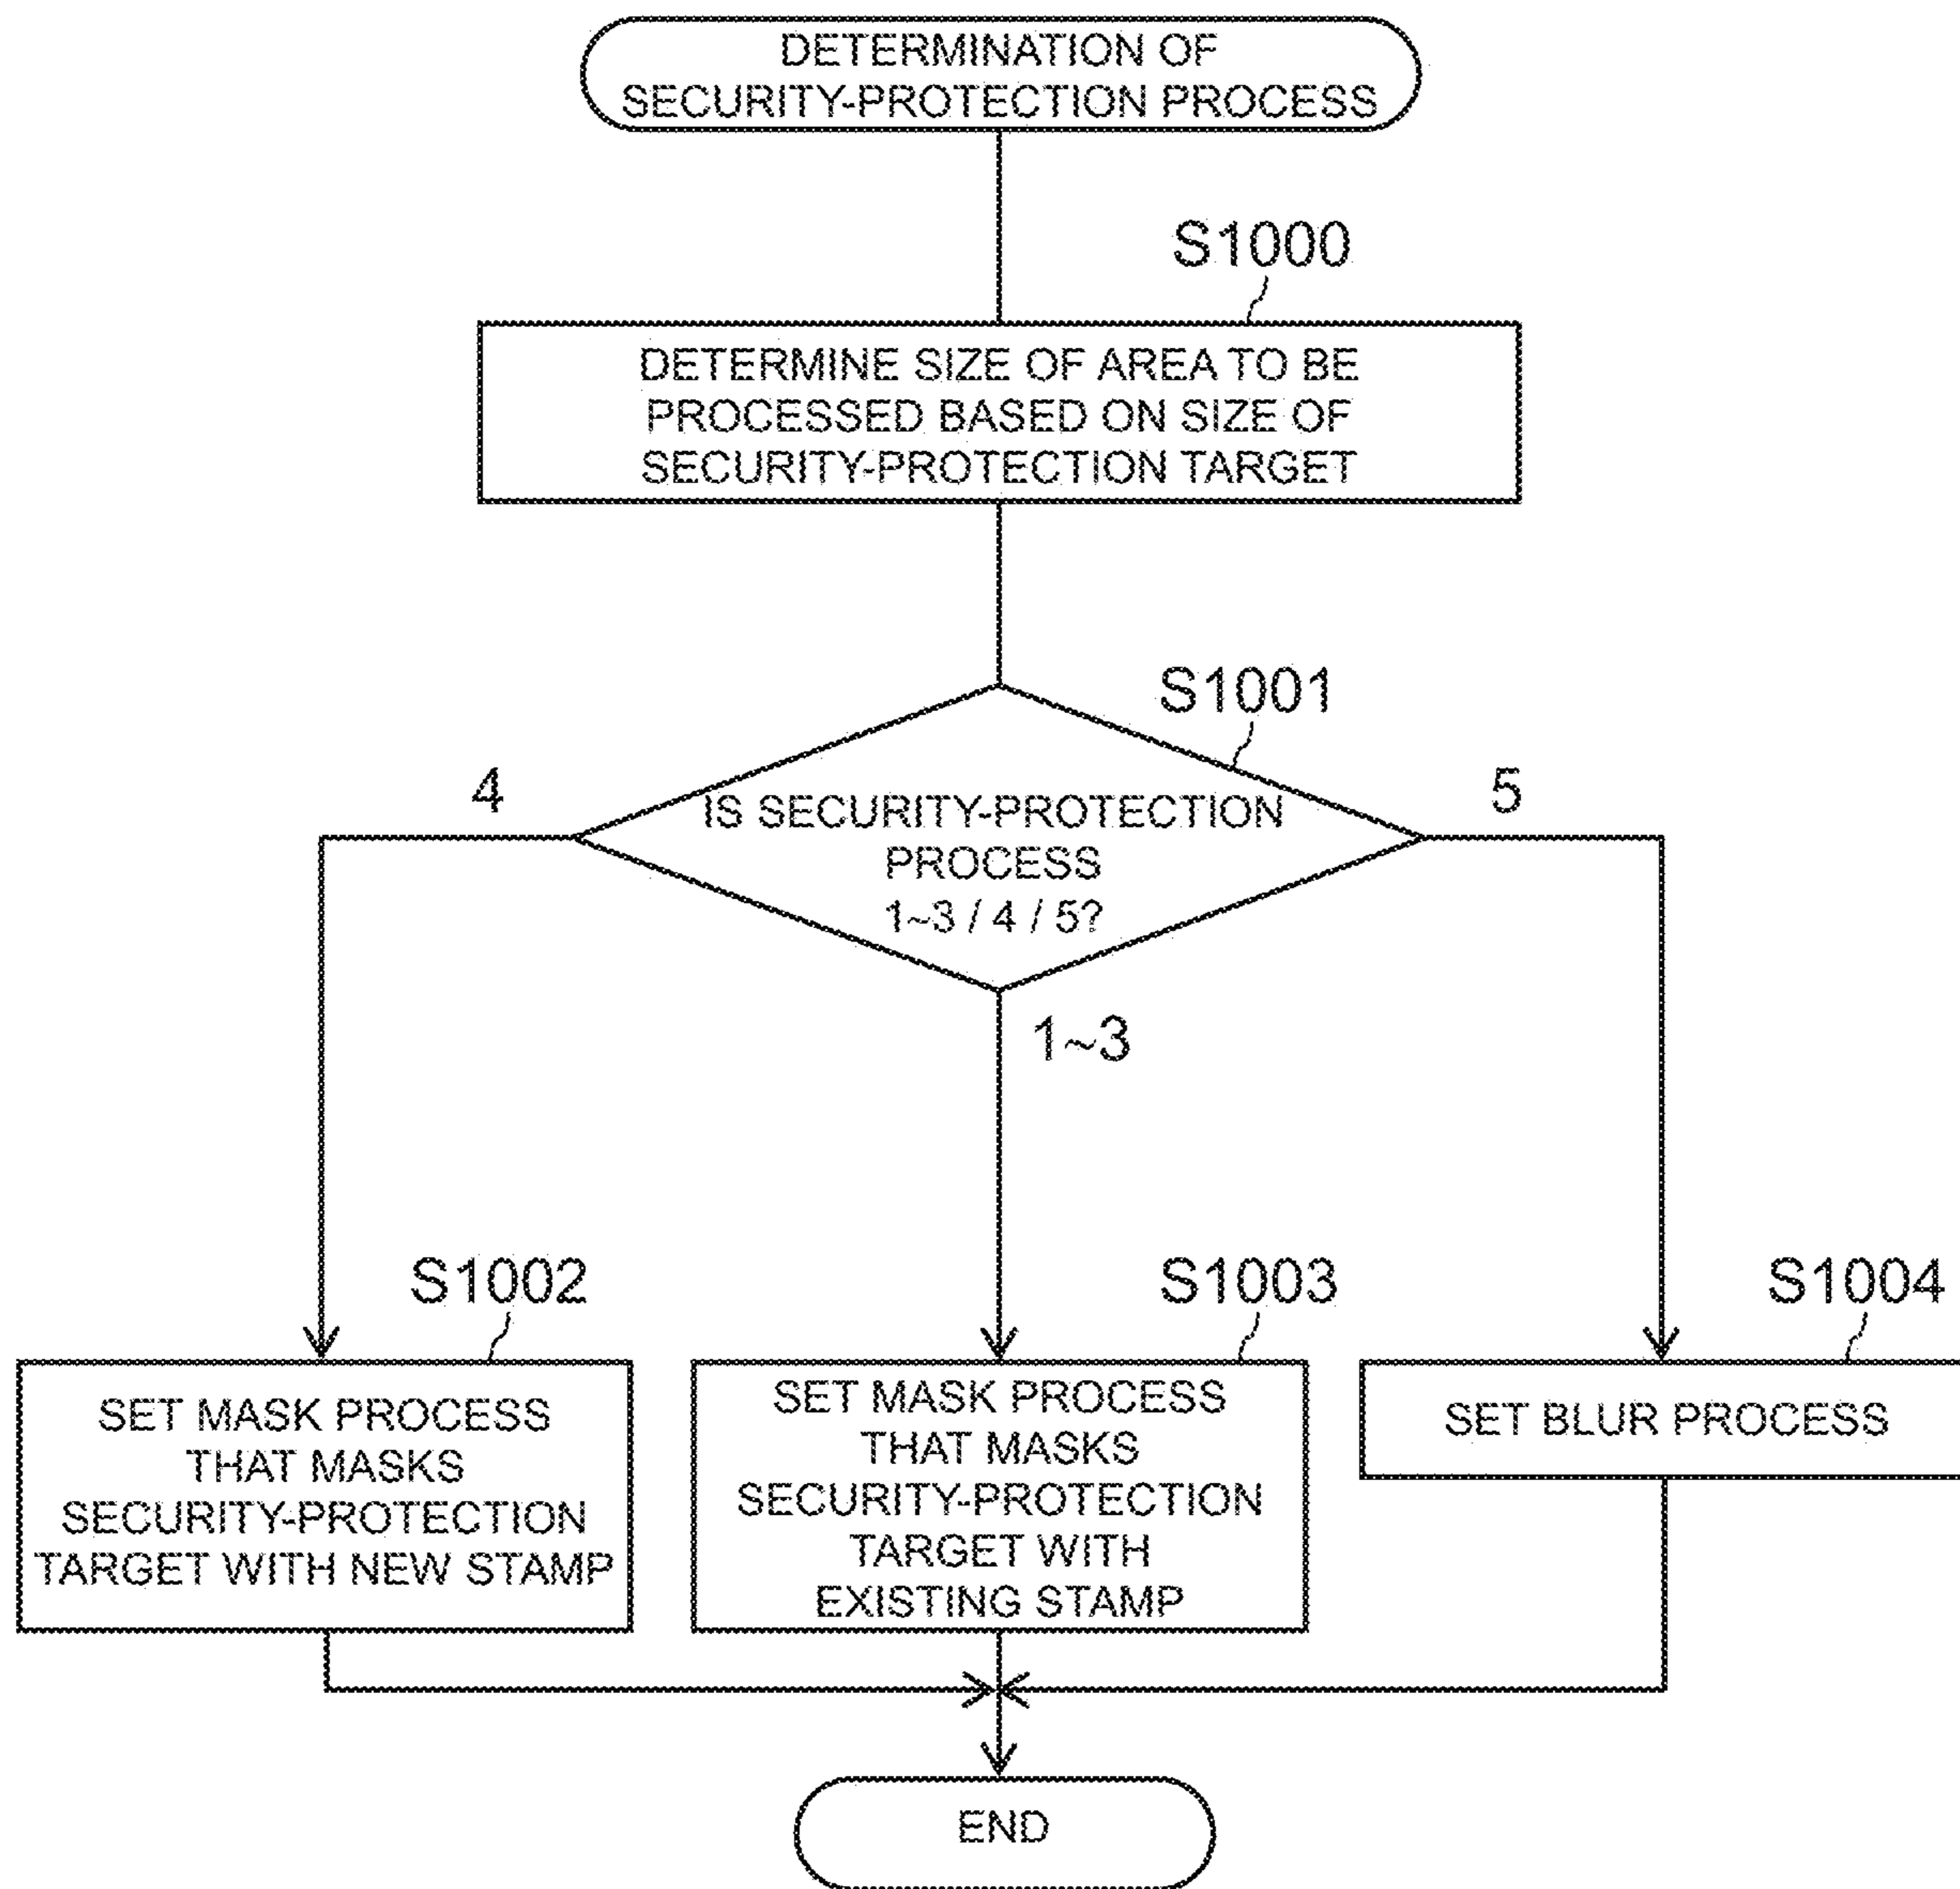 DETERMINATION OF
SECURITY-PROTECTION PROCESS
S1000
DETERMINE SIZE OF AREA TO BE
PROCESSED BASED ON SIZE OF
SECURITY-PROTECTION TARGET
S1001
4
IS SECURITY-PROTECTION
PROCESS
1~3 / 4 / 5?
5
1~3
S1002
SET MASK PROCESS
THAT MASKS
SECURITY-PROTECTION
TARGET WITH NEW STAMP
S1003
SET MASK PROCESS
THAT MASKS
SECURITY-PROTECTION
TARGET WITH
EXISTING STAMP
S1004
SET BLUR PROCESS
END